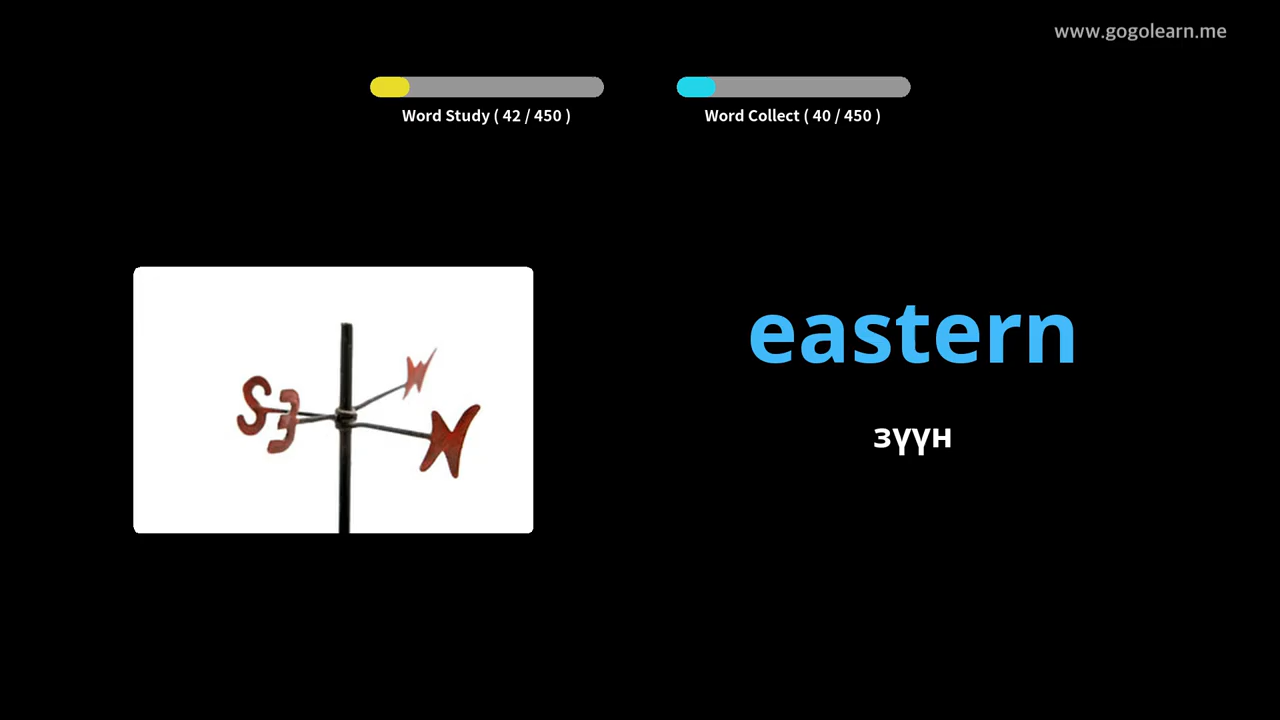 www.gogolearn.me
Word Study ( 42 / 450 )
Word Collect ( 40 / 450 )
eastern
зүүн
S
E
N